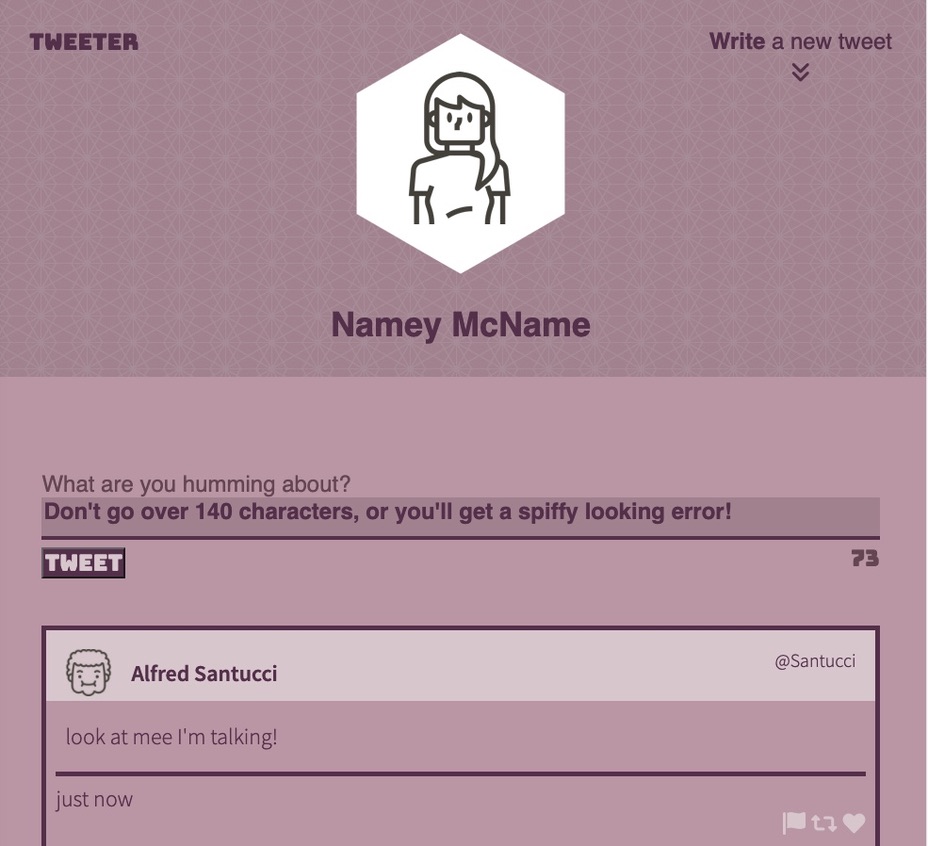 TWEETER
Write a new tweet
Namey McName
What are you humming about?
Don't go over 140 characters, or you'll get a spiffy looking error!
TWEET
73
Alfred Santucci
@Santucci
look at mee I'm talking!
just now